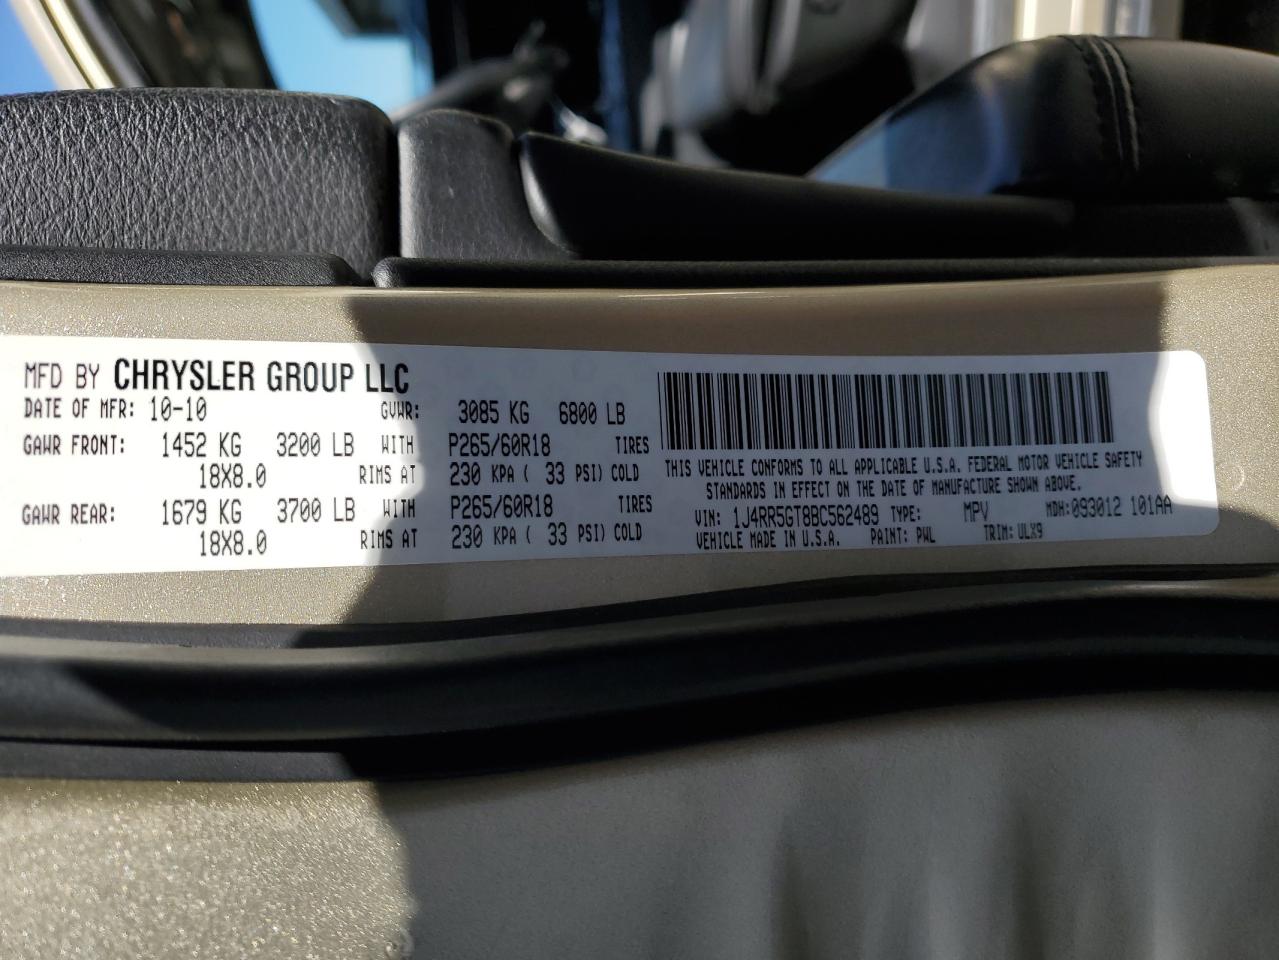 MFD BY CHRYSLER GROUP LLC
DATE OF MFR: 10-10 GVWR: 3085 KG 6800 LB
GAWR FRONT: 1452 KG 3200 LB WITH P265/60R18 TIRES
18X8.0 RIMS AT 230 KPA ( 33 PSI) COLD
GAWR REAR: 1679 KG 3700 LB WITH P265/60R18 TIRES
18X8.0 RIMS AT 230 KPA ( 33 PSI) COLD
THIS VEHICLE CONFORMS TO ALL APPLICABLE U.S.A. FEDERAL MOTOR VEHICLE SAFETY
STANDARDS IN EFFECT ON THE DATE OF MANUFACTURE SHOWN ABOVE.
VIN: 1J4RR5GT8BC562489 TYPE: MPV MDH:093012 101AA
VEHICLE MADE IN U.S.A. PAINT: PWL TRIM: ULX9